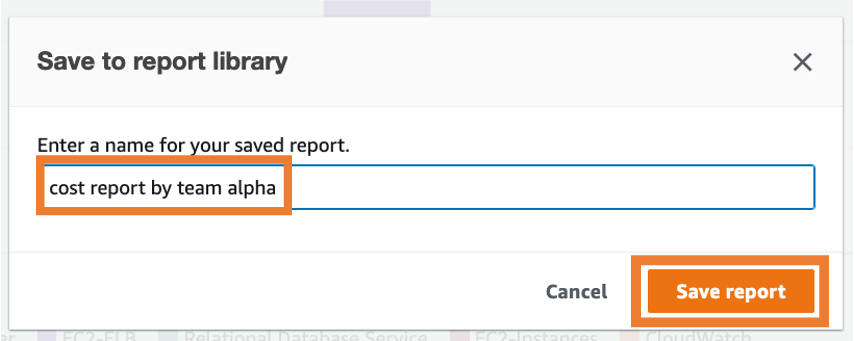 Save to report library
Enter a name for your saved report.
cost report by team alpha
Cancel Save report
EC2-ELB Relational Database Service EC2-Instances CloudWatch